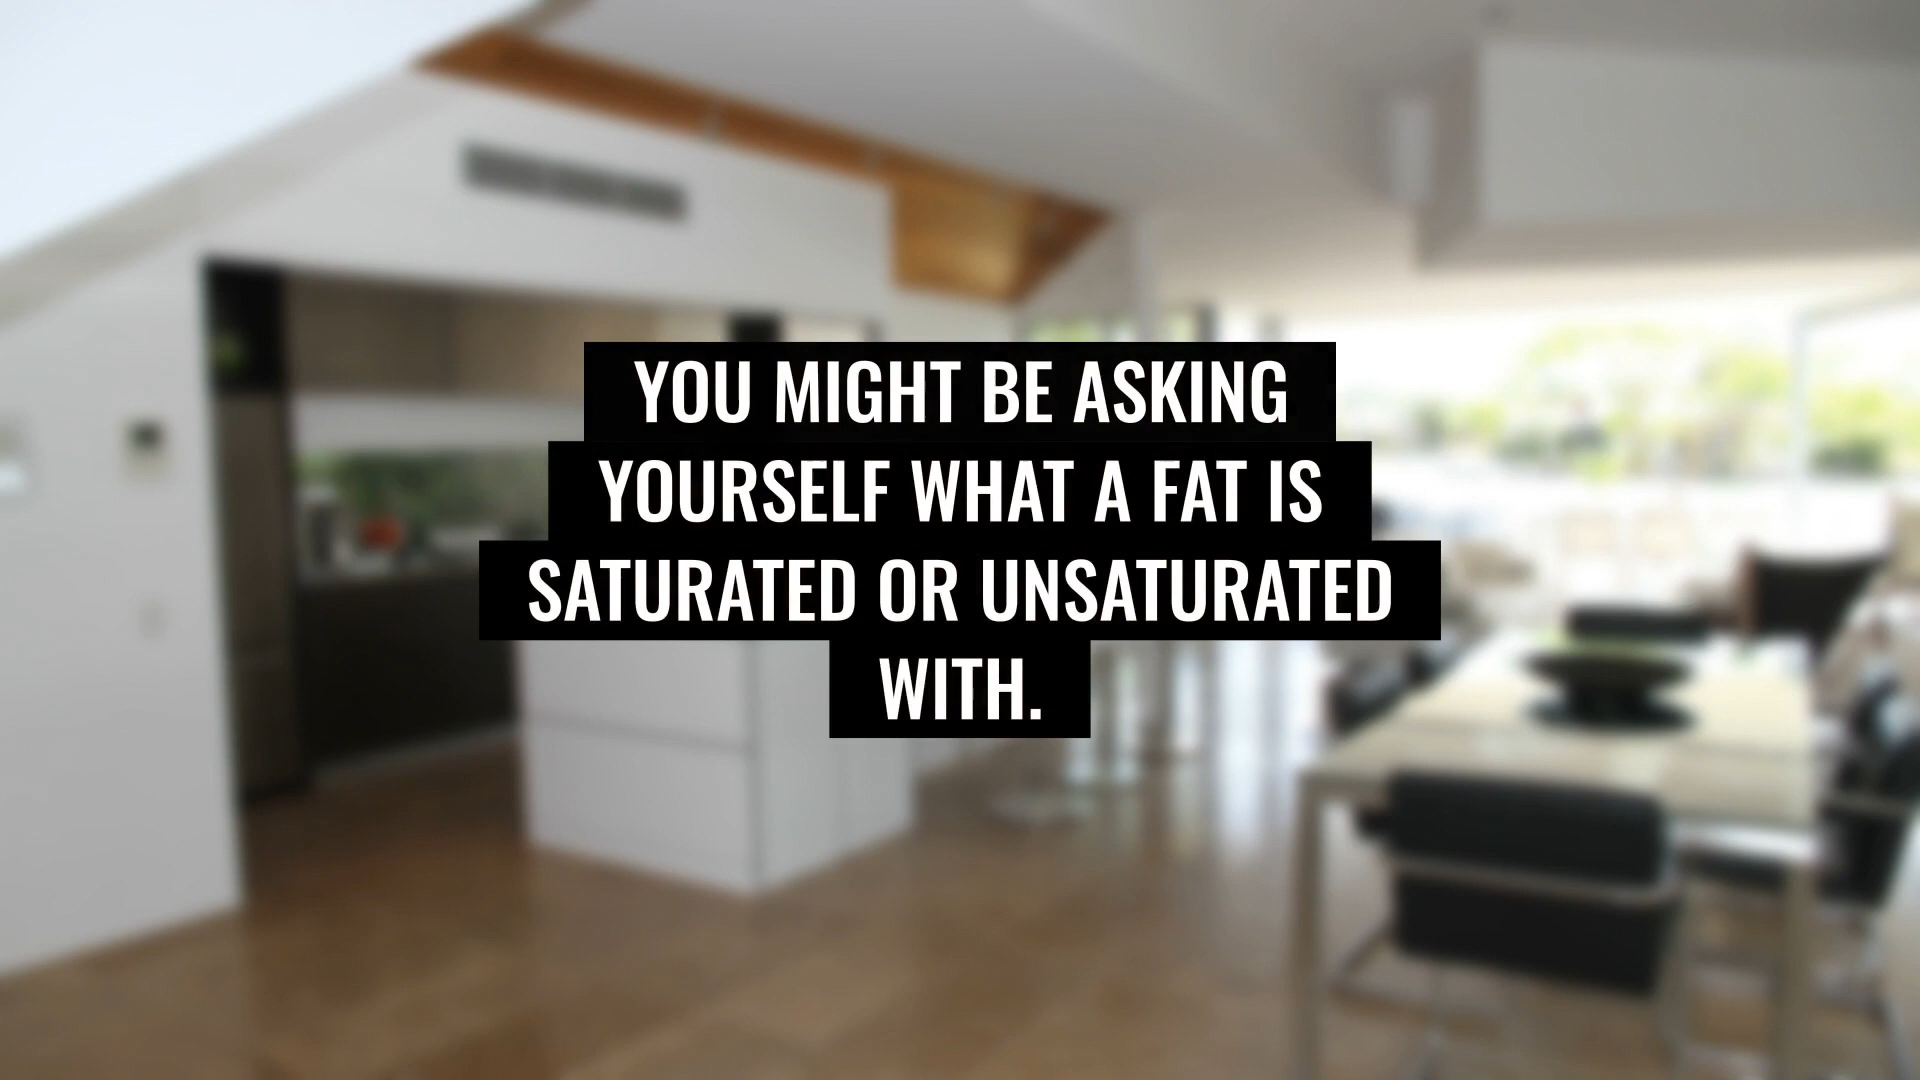 YOU MIGHT BE ASKING
YOURSELF WHAT A FAT IS
SATURATED OR UNSATURATED
WITH.